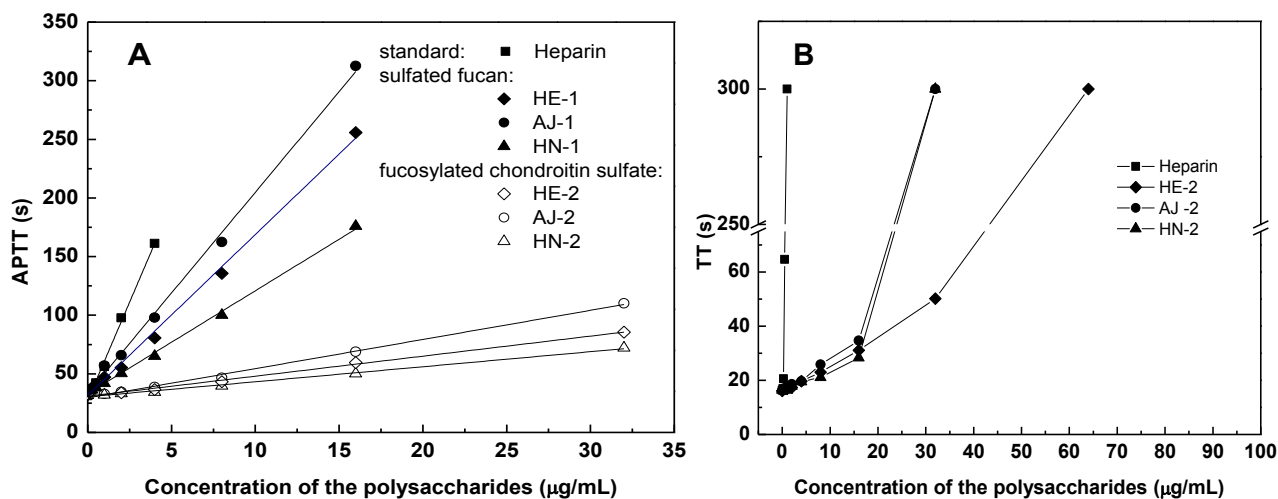 A
standard: Heparin
sulfated fucan:
HE-1
AJ-1
HN-1
fucosylated chondroitin sulfate:
HE-2
AJ-2
HN-2
APTT (s)
350
300
250
200
150
100
50
0
0 5 10 15 20 25 30 35
Concentration of the polysaccharides (μg/mL)
B
Heparin
HE-2
AJ -2
HN-2
TT (s)
300
250
60
40
20
0
0 10 20 30 40 50 60 70 80 90 100
Concentration of the polysaccharides (μg/mL)